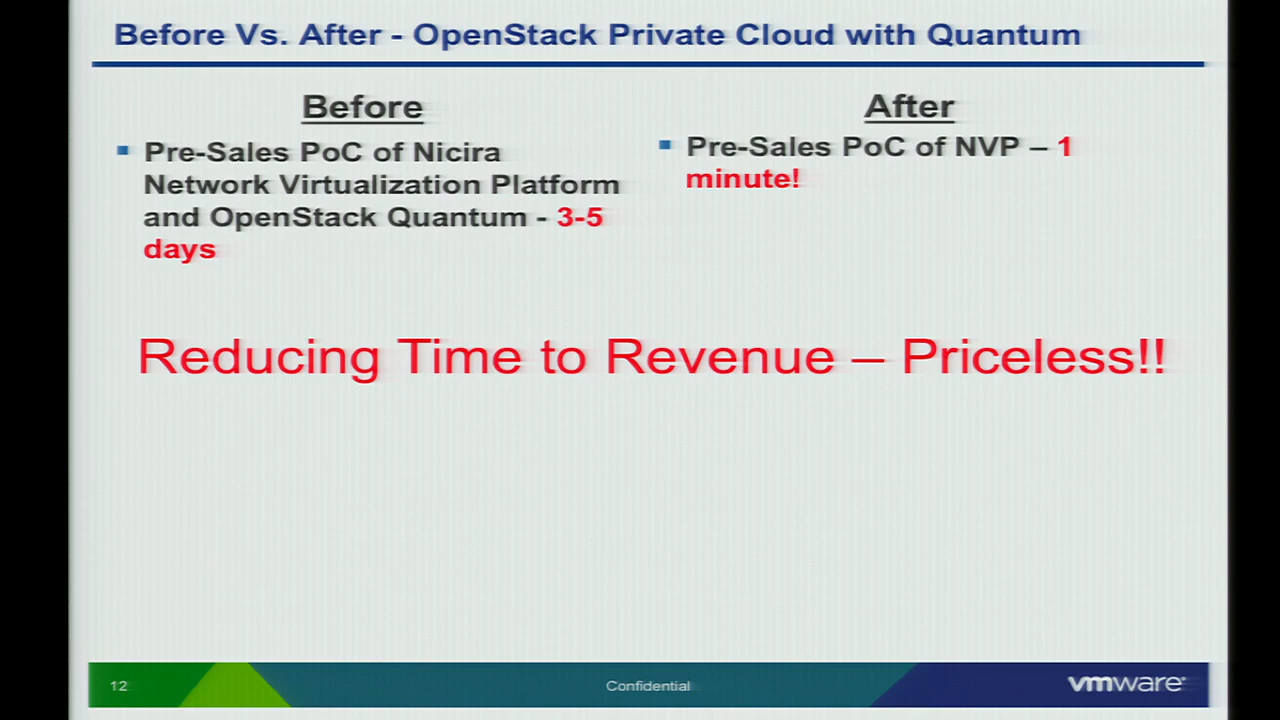 Before Vs. After - OpenStack Private Cloud with Quantum
Before
▪ Pre-Sales PoC of Nicira
Network Virtualization Platform
and OpenStack Quantum - 3-5
days
After
▪ Pre-Sales PoC of NVP – 1
minute!
Reducing Time to Revenue – Priceless!!
12
Confidential
vmware